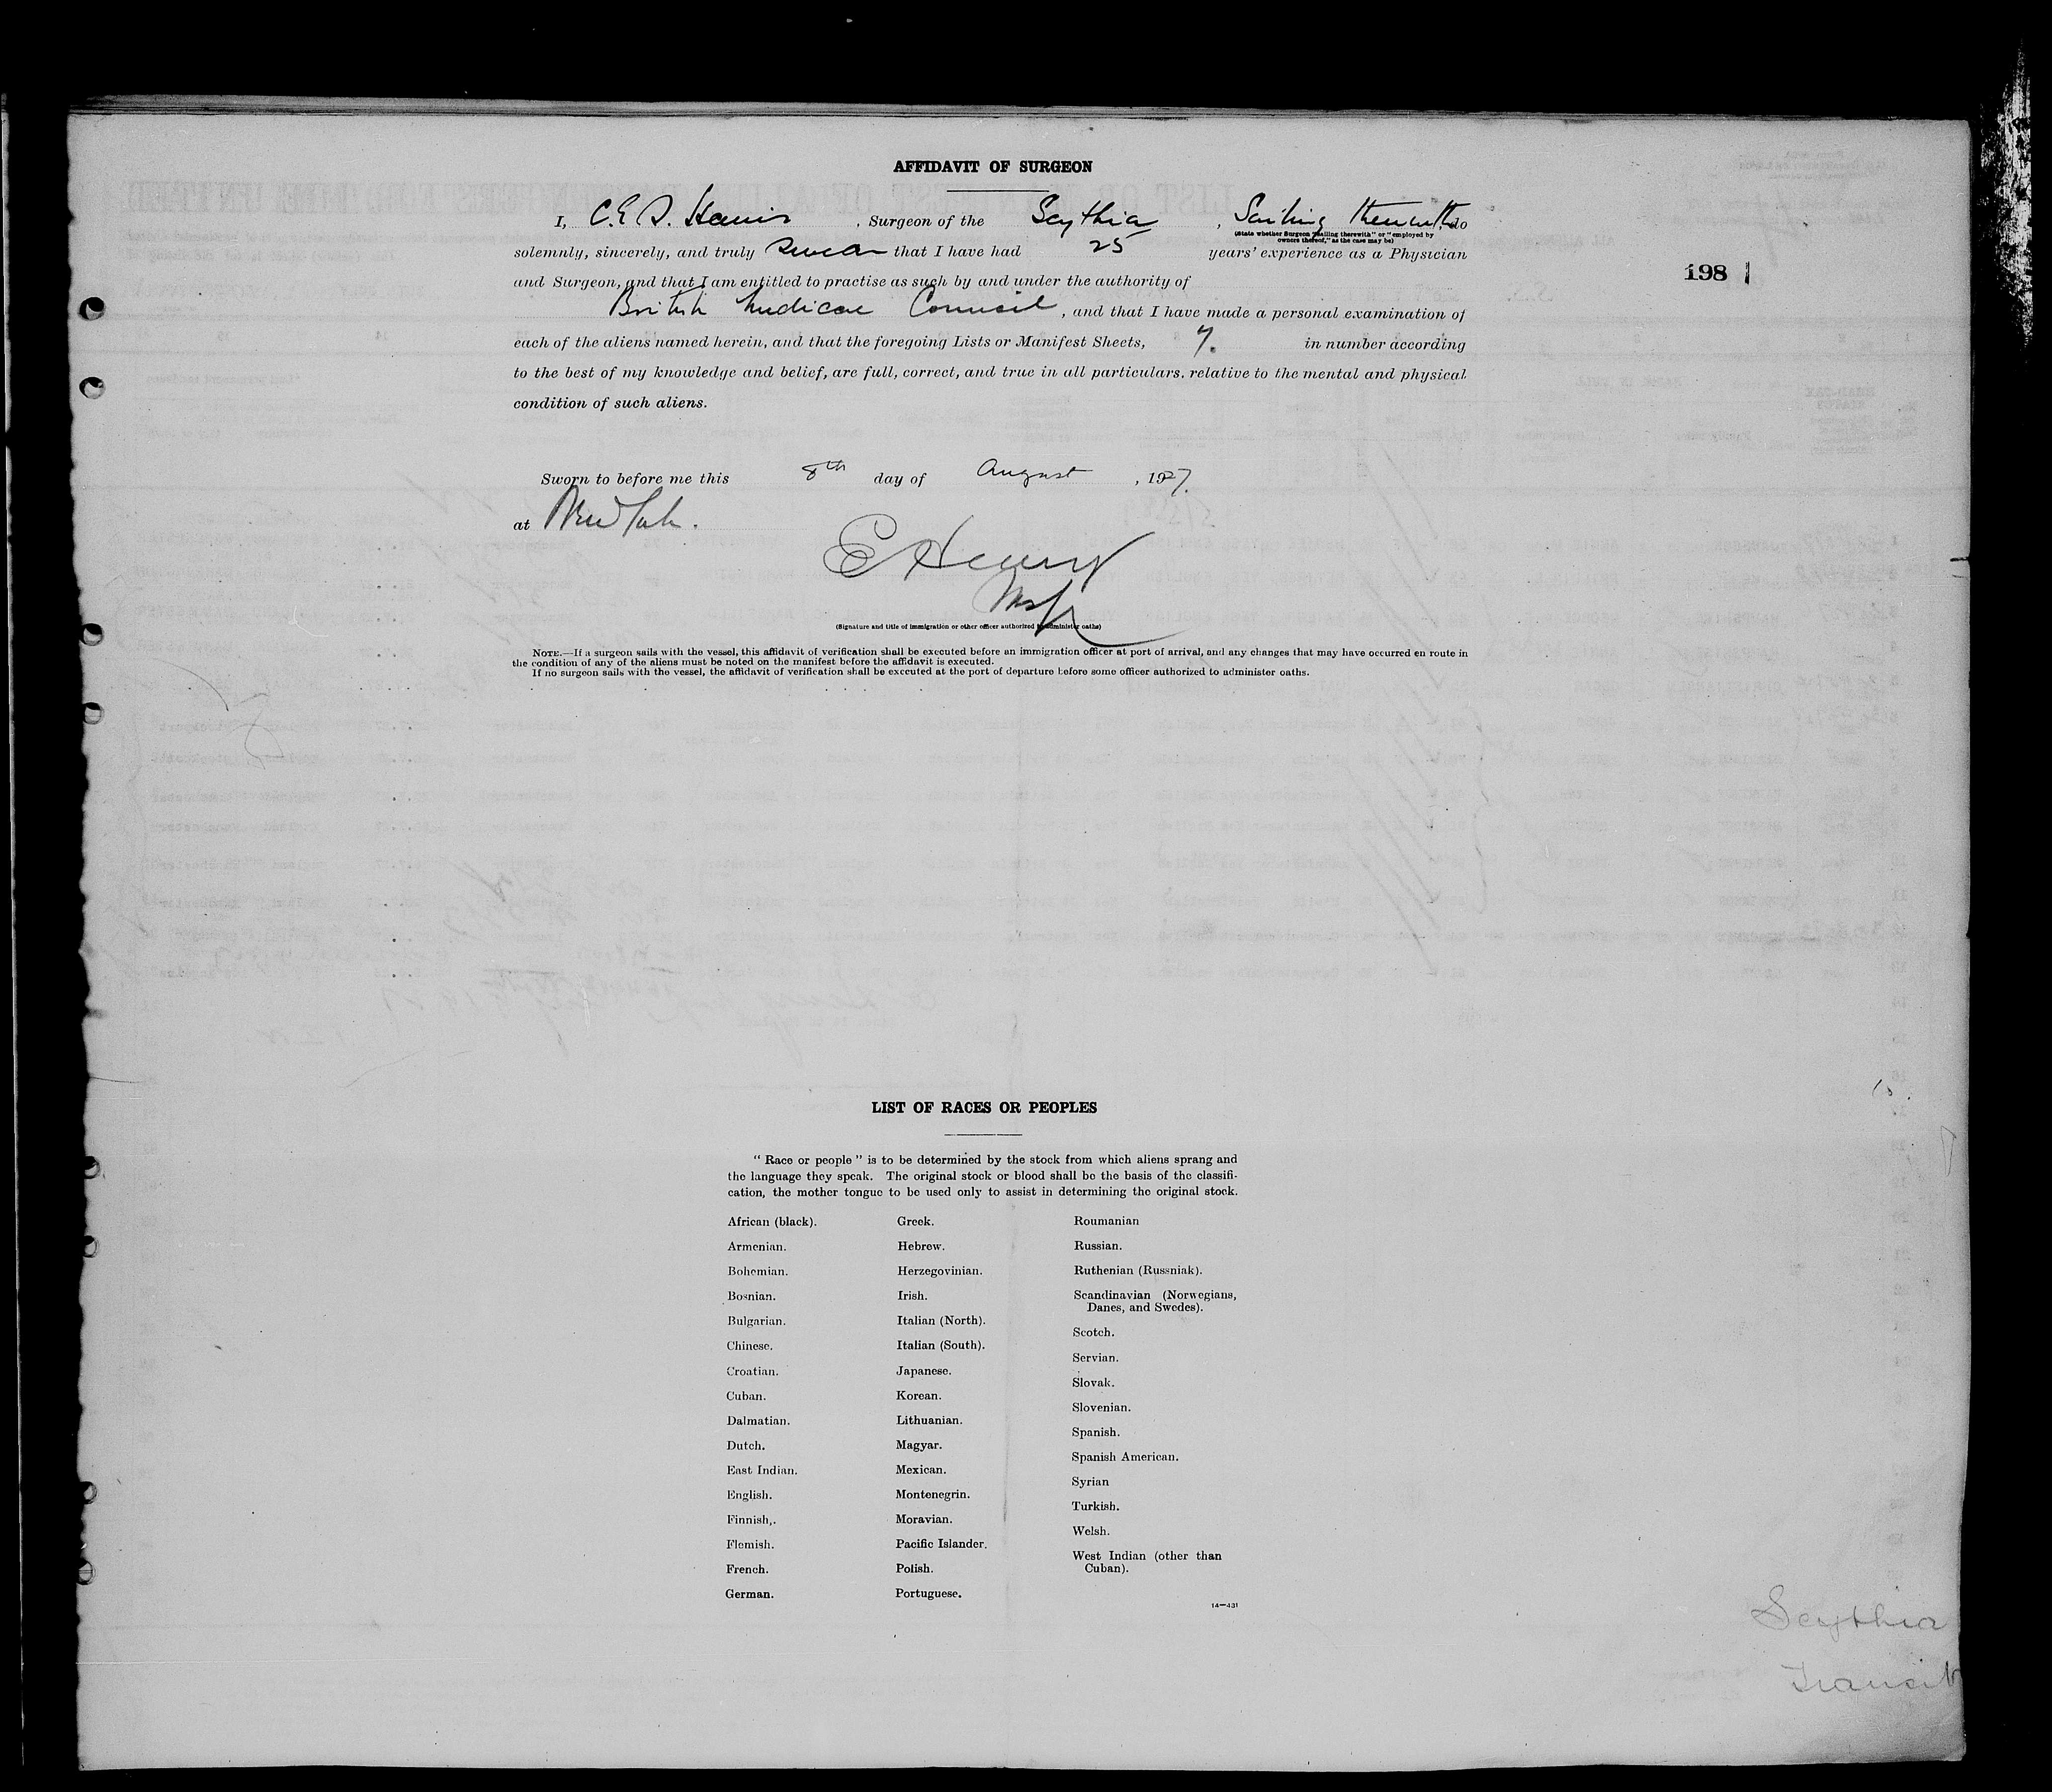 AFFIDAVIT OF SURGEON
I, C. E. S. Harris, Surgeon of the Scythia, Sailing therewith, do
(State whether Surgeon "sailing therewith" or "employed by
owners thereof," as the case may be)
solemnly, sincerely, and truly swear that I have had 25 years' experience as a Physician
and Surgeon, and that I am entitled to practise as such by and under the authority of
British Medical Council, and that I have made a personal examination of
each of the aliens named herein, and that the foregoing Lists or Manifest Sheets, 7. in number according
to the best of my knowledge and belief, are full, correct, and true in all particulars, relative to the mental and physical
condition of such aliens.
198
Sworn to before me this 8th day of August, 1927.
at New York.
E Henry
(Signature and title of immigration or other officer authorized to administer oaths)
NOTE.—If a surgeon sails with the vessel, this affidavit of verification shall be executed before an immigration officer at port of arrival, and any changes that may have occurred en route in
the condition of any of the aliens must be noted on the manifest before the affidavit is executed.
If no surgeon sails with the vessel, the affidavit of verification shall be executed at the port of departure before some officer authorized to administer oaths.
LIST OF RACES OR PEOPLES
"Race or people" is to be determined by the stock from which aliens sprang and
the language they speak. The original stock or blood shall be the basis of the classifi-
cation, the mother tongue to be used only to assist in determining the original stock.
African (black).
Armenian.
Bohemian.
Bosnian.
Bulgarian.
Chinese.
Croatian.
Cuban.
Dalmatian.
Dutch.
East Indian.
English.
Finnish,.
Flemish.
French.
German.
Greek.
Hebrew.
Herzegovinian.
Irish.
Italian (North).
Italian (South).
Japanese.
Korean.
Lithuanian.
Magyar.
Mexican.
Montenegrin.
Moravian.
Pacific Islander.
Polish.
Portuguese.
Roumanian
Russian.
Ruthenian (Russniak).
Scandinavian (Norwegians,
Danes, and Swedes).
Scotch.
Servian.
Slovak.
Slovenian.
Spanish.
Spanish American.
Syrian
Turkish.
Welsh.
West Indian (other than
Cuban).
14—431
Scythia
Transit